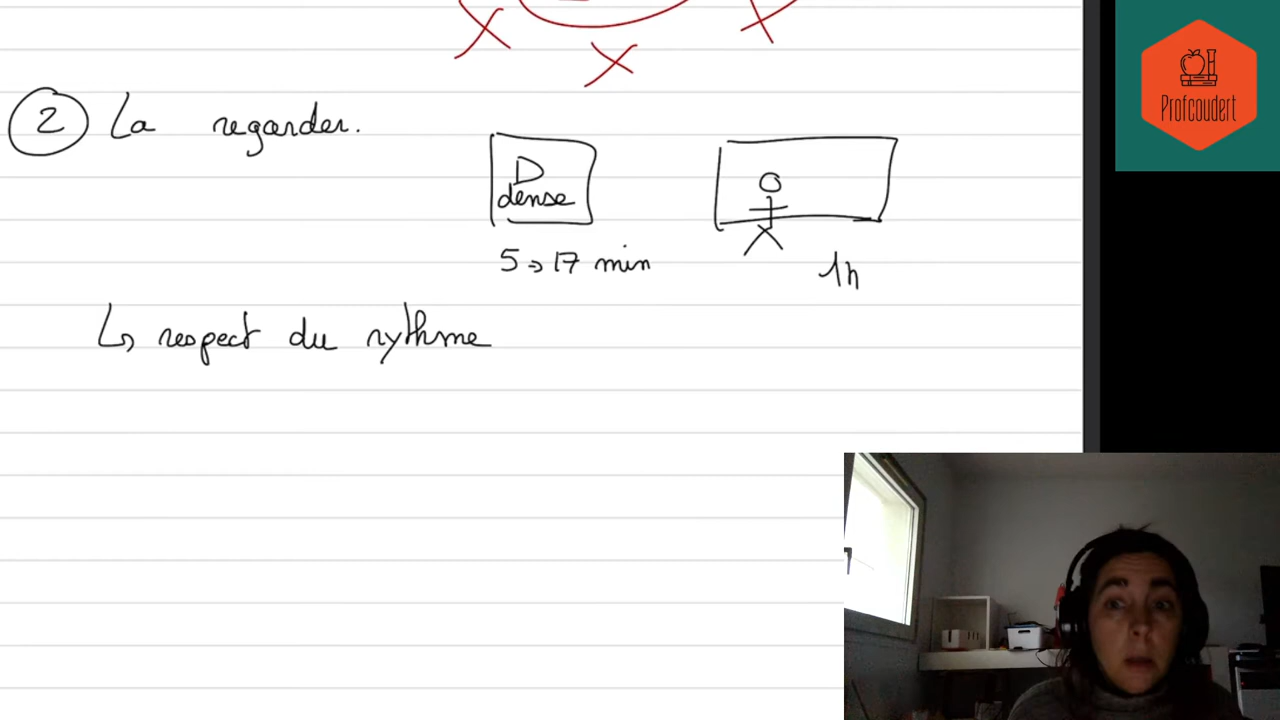 Profcoudert
2 La regarder.
D
dense
5 → 17 min
1h
↳ respect du rythme